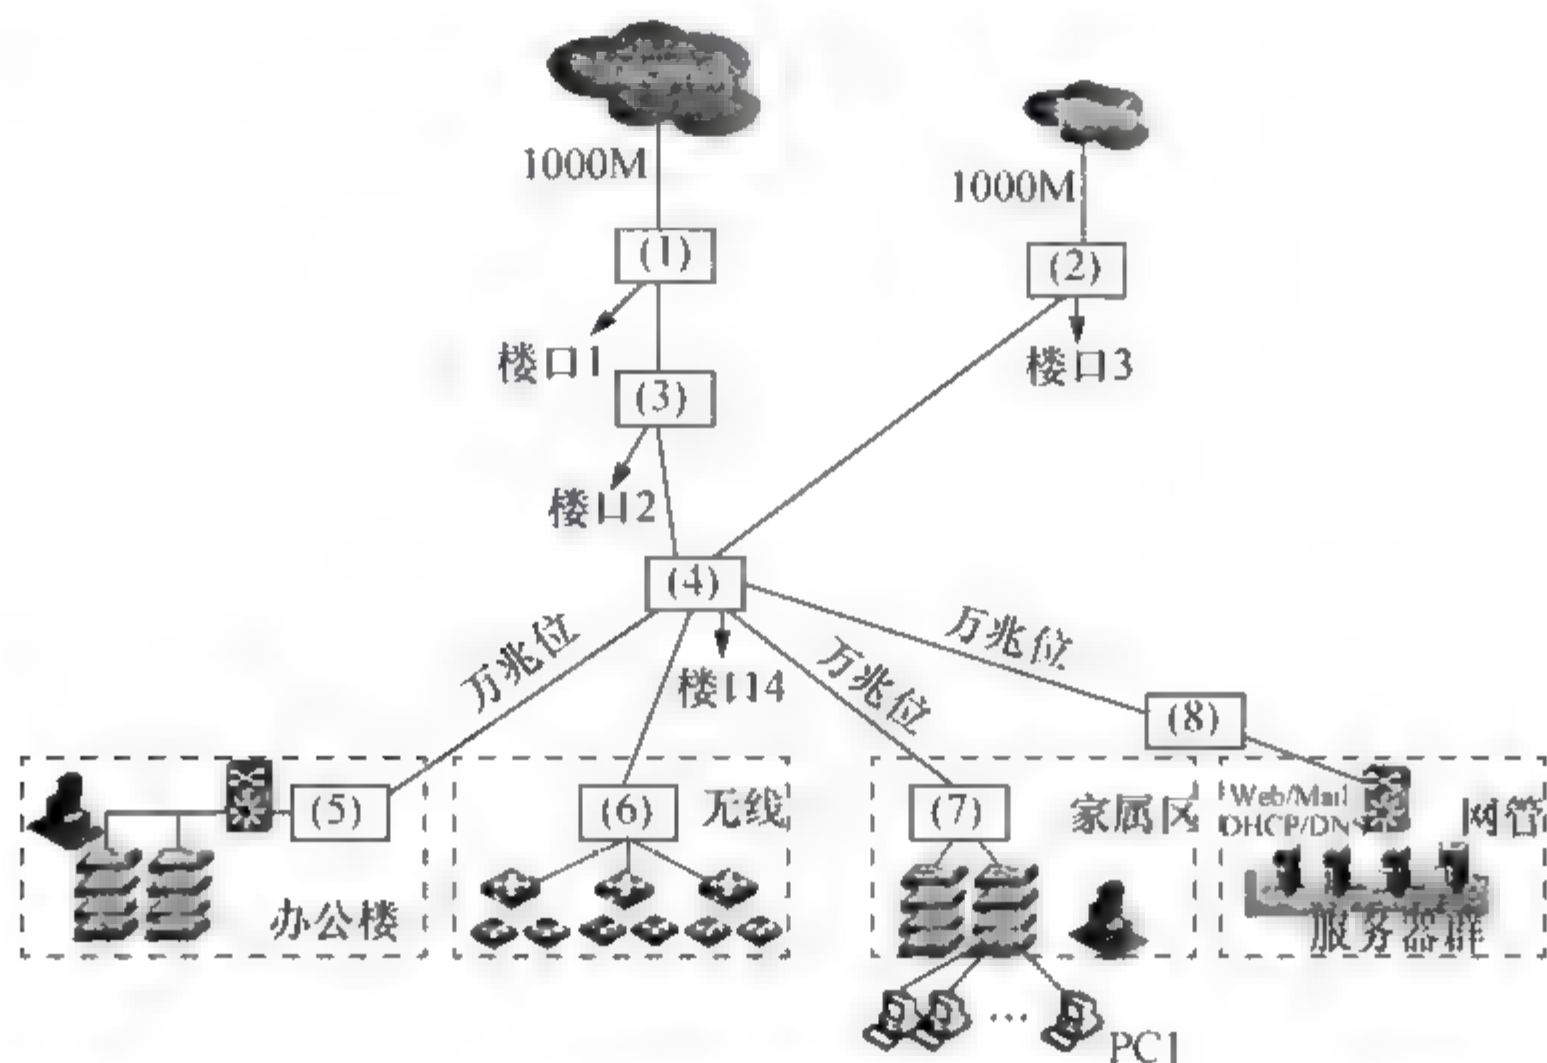 1000M
1000M
(1)
(2)
楼口1
楼口3
(3)
楼口2
(4)
万兆位
楼口4
万兆位
万兆位
(8)
(5)
(6)
无线
(7)
家属区
Web/Mail
DHCP/DNS
网管
办公楼
服务器群
...
PC1